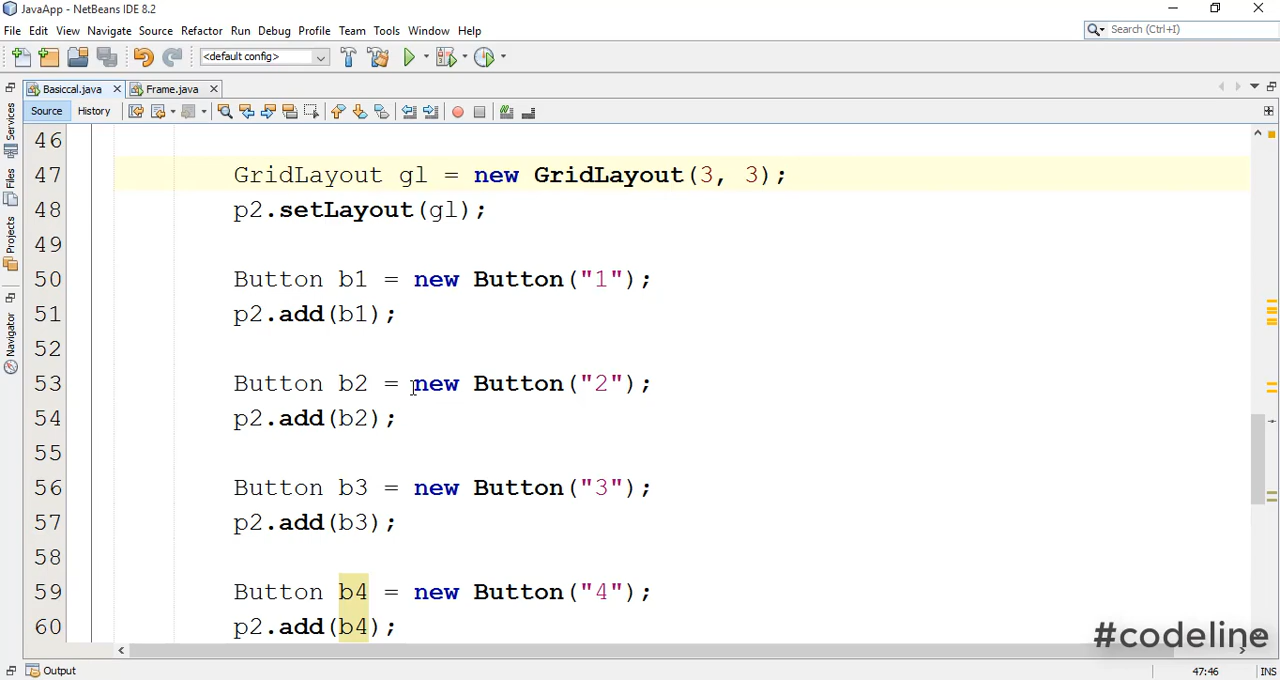 JavaApp - NetBeans IDE 8.2
File Edit View Navigate Source Refactor Run Debug Profile Team Tools Window Help
Search (Ctrl+I)
<default config>
Basiccal.java
Frame.java
Source History
Services
Files
Projects
Navigator
46
47 GridLayout gl = new GridLayout(3, 3);
48 p2.setLayout(gl);
49
50 Button b1 = new Button("1");
51 p2.add(b1);
52
53 Button b2 = new Button("2");
54 p2.add(b2);
55
56 Button b3 = new Button("3");
57 p2.add(b3);
58
59 Button b4 = new Button("4");
60 p2.add(b4);
#codeline
Output
47:46 INS